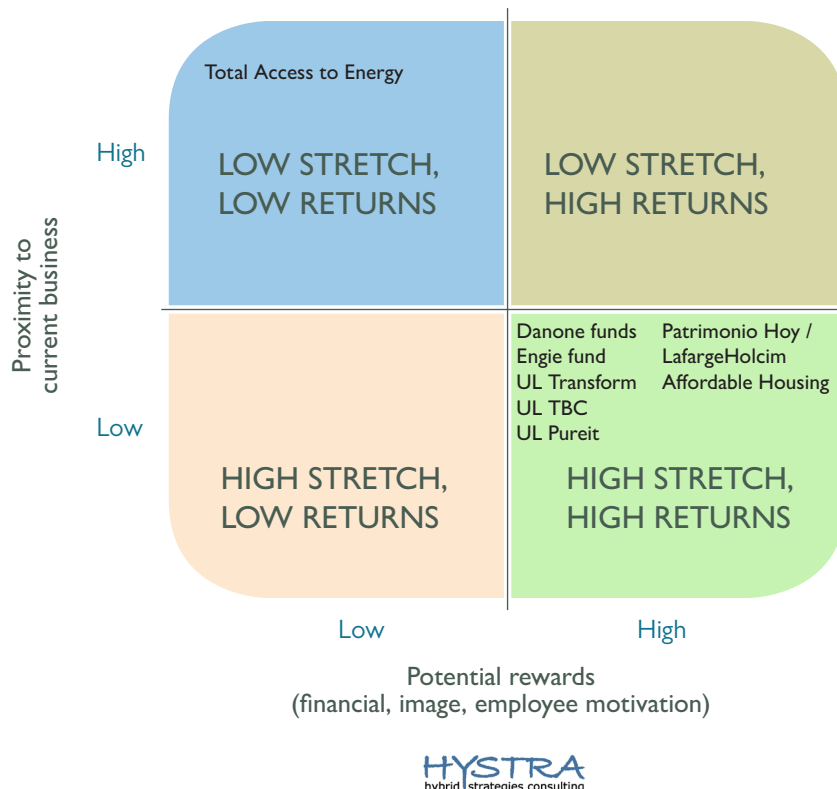 Total Access to Energy
High
LOW STRETCH,
LOW RETURNS
LOW STRETCH,
HIGH RETURNS
Proximity to
current business
Danone funds
Engie fund
UL Transform
UL TBC
UL Pureit
Patrimonio Hoy /
LafargeHolcim
Affordable Housing
Low
HIGH STRETCH,
LOW RETURNS
HIGH STRETCH,
HIGH RETURNS
Low
High
Potential rewards
(financial, image, employee motivation)
HYSTRA
hybrid strategies consulting